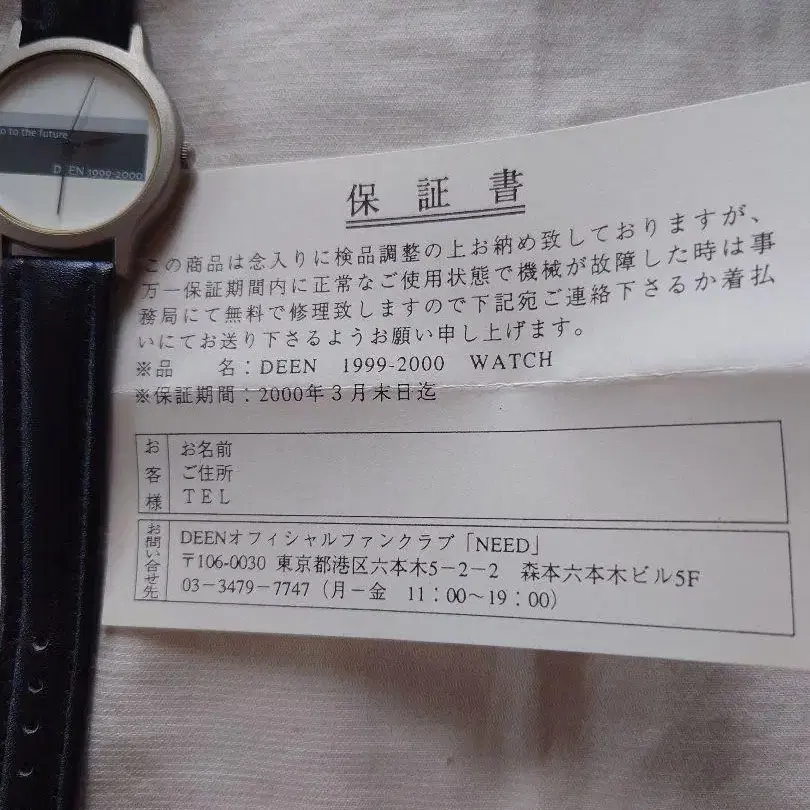 o to the future
DEEN 1999-2000
保証書
この商品は念入りに検品調整の上お納め致しておりますが、
万一保証期間内に正常なご使用状態で機械が故障した時は事
務局にて無料で修理致しますので下記宛ご連絡下さるか着払
いにてお送り下さるようお願い申し上げます。
※品　　名：DEEN　1999-2000　WATCH
※保証期間：2000年３月末日迄
お客様
お名前
ご住所
ＴＥＬ
お問い合せ先
DEENオフィシャルファンクラブ「NEED」
〒106-0030 東京都港区六本木5－2－2　森本六本木ビル5F
03－3479－7747（月－金　11：00～19：00）